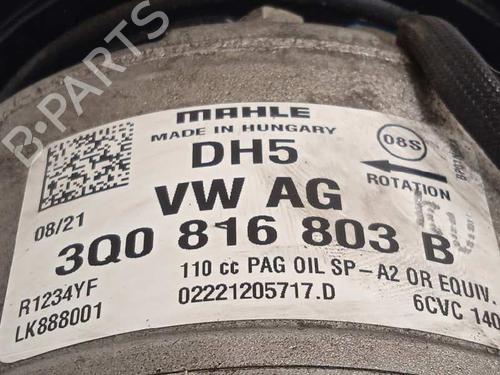 MAHLE
MADE IN HUNGARY
DH5
08S
ROTATION
VW AG
08/21
3Q0 816 803 B
R1234YF
110 cc PAG OIL SP-A2 OR EQUIV.
LK888001
02221205717.D
6CVC 140
B-PARTS